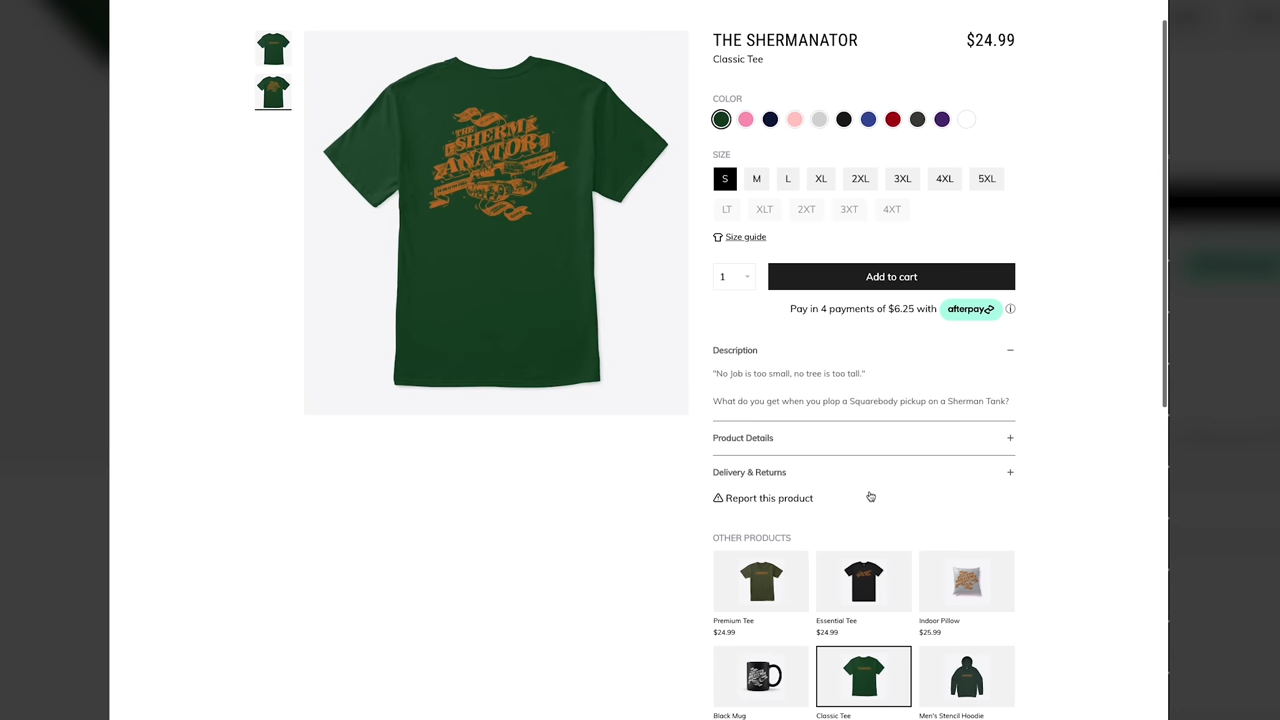 THE SHERMANATOR
$24.99
Classic Tee
COLOR
SIZE
S M L XL 2XL 3XL 4XL 5XL
LT XLT 2XT 3XT 4XT
Size guide
1
Add to cart
Pay in 4 payments of $6.25 with afterpay
Description
"No Job is too small, no tree is too tall."
What do you get when you plop a Squarebody pickup on a Sherman Tank?
Product Details
Delivery & Returns
Report this product
OTHER PRODUCTS
Premium Tee Essential Tee Indoor Pillow
$24.99 $24.99 $25.99
Black Mug Classic Tee Men's Stencil Hoodie
THE
SHERM
ANATOR